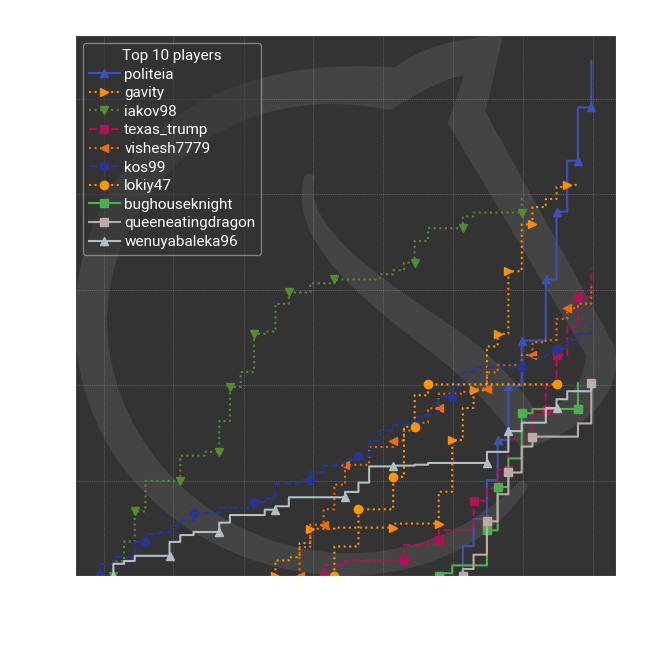 Top 10 players
politeia
gavity
iakov98
texas_trump
vishesh7779
kos99
lokiy47
bughouseknight
queeneatingdragon
wenuyabaleka96